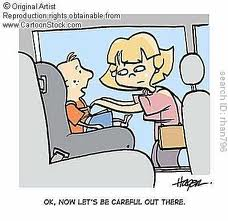 © Original Artist
Reproduction rights obtainable from
www.CartoonStock.com
search ID: rhan796
Hagen
OK, NOW LET'S BE CAREFUL OUT THERE.